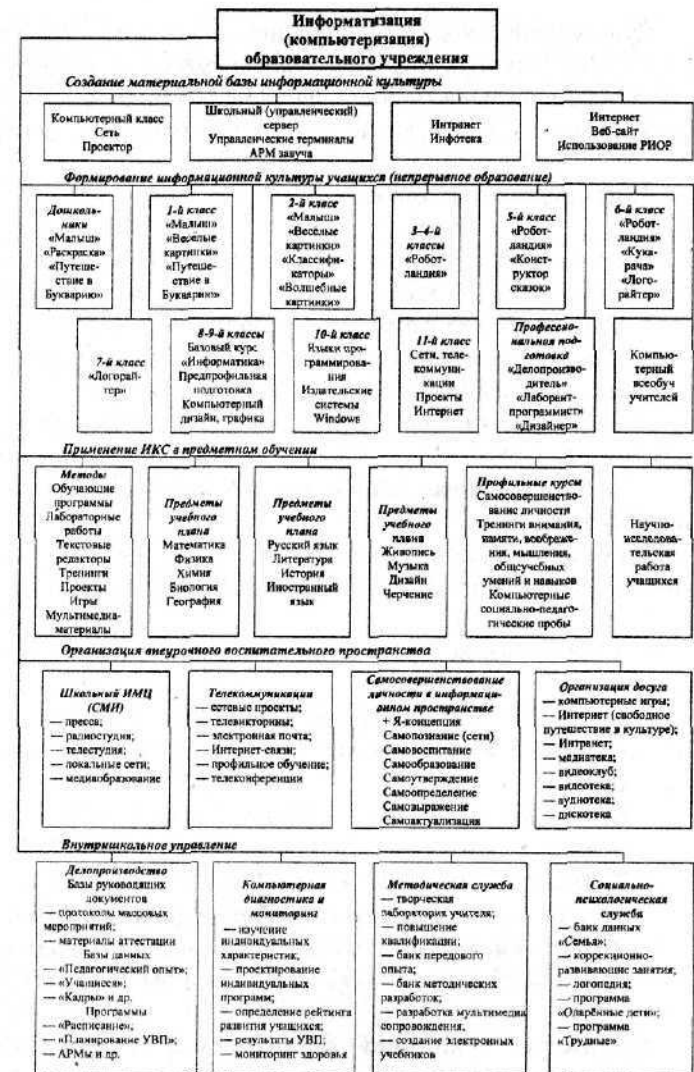 Информатизация
(компьютеризация)
образовательного учреждения
Создание материальной базы информационной культуры
Компьютерный класс
Сеть
Проектор
Школьный (управленческий)
сервер
Управленческие терминалы
АРМ завуча
Интранет
Инфотека
Интернет
Веб-сайт
Использование РИОР
Формирование информационной культуры учащихся (непрерывное образование)
Дошколь-
ники
«Малыш»
«Раскраска»
«Путеше-
ствие в
Букварию»
1-й класс
«Малыш»
«Веселые
картинки»
«Путеше-
ствие в
Букварию»
2-й класс
«Малыш»
«Весёлые
картинки»
«Классифи-
каторы»
«Волшебные
картинки»
3–4-й
классы
«Робот-
ландия»
5-й класс
«Робот-
ландия»
«Конст-
руктор
сказок»
6-й класс
«Робот-
ландия»
«Кука-
рача»
«Лого-
райтер»
7-й класс
«Логорай-
тер»
8-9-й классы
Базовый курс
«Информатика»
Предпрофильная
подготовка
Компьютерный
дизайн, графика
10-й класс
Языки про-
граммирования
Издательские
системы
Windows
11-й класс
Сети, теле-
коммуни-
кации
Проекты
Интернет
Профессио-
нальная под-
готовка
«Делопроиз-
водитель»
«Лаборант-
программист»
«Дизайнер»
Компью-
терный
всеобуч
учителей
Применение ИКС в предметном обучении
Методы
Обучающие
программы
Лабораторные
работы
Текстовые
редакторы
Тренинги
Проекты
Игры
Мультимедиа-
материалы
Предметы
учебного
плана
Математика
Физика
Химия
Биология
География
Предметы
учебного
плана
Русский язык
Литература
История
Иностранный
язык
Предметы
учебного
плана
Живопись
Музыка
Дизайн
Черчение
Профильные курсы
Самосовершенство-
вание личности
Тренинги внимания,
памяти, воображе-
ния, мышления,
общеучебных
умений и навыков
Компьютерные
социально-педаго-
гические пробы
Научно-
исследова-
тельская
работа
учащихся
Организация внеурочного воспитательного пространства
Школьный ИМЦ
(СМИ)
— пресса;
— радиостудия;
— телестудия;
— локальные сети;
— медиаобразование
Телекоммуникации
— сетевые проекты;
— телевикторины;
— электронная почта;
— Интернет-связи;
— профильное обучение;
— телеконференции
Самосовершенствование
личности в информаци-
онном пространстве
+ Я-концепция
Самопознание (сети)
Самовоспитание
Самообразование
Самоутверждение
Самоопределение
Самовыражение
Самоактуализация
Организация досуга
— компьютерные игры;
— Интернет (свободное
путешествие в культуре);
— Интранет;
— медиатека;
— видеоклуб;
— видеотека;
— аудиотека;
— дискотека
Внутришкольное управление
Делопроизводство
Базы руководящих
документов
— протоколы массовых
мероприятий;
— материалы аттестации
Базы данных
— «Педагогический опыт»;
— «Учащиеся»;
— «Кадры» и др.
Программы
— «Расписание»,
— «Планирование УВП»;
— АРМы и др.
Компьютерная
диагностика и
мониторинг
— изучение
индивидуальных
характеристик;
— проектирование
индивидуальных
программ;
— определение рейтинга
развития учащихся;
— результаты УВП;
— мониторинг здоровья
Методическая служба
— творческая
лаборатория учителя;
— повышение
квалификации;
— банк передового
опыта;
— банк методических
разработок;
— разработка мультимедиа
сопровождения;
— создание электронных
учебников
Социально-
психологическая
служба
— банк данных
«Семья»;
— коррекционно-
развивающие занятия;
— логопедия;
— программа
«Одарённые дети»;
— программа
«Трудные»